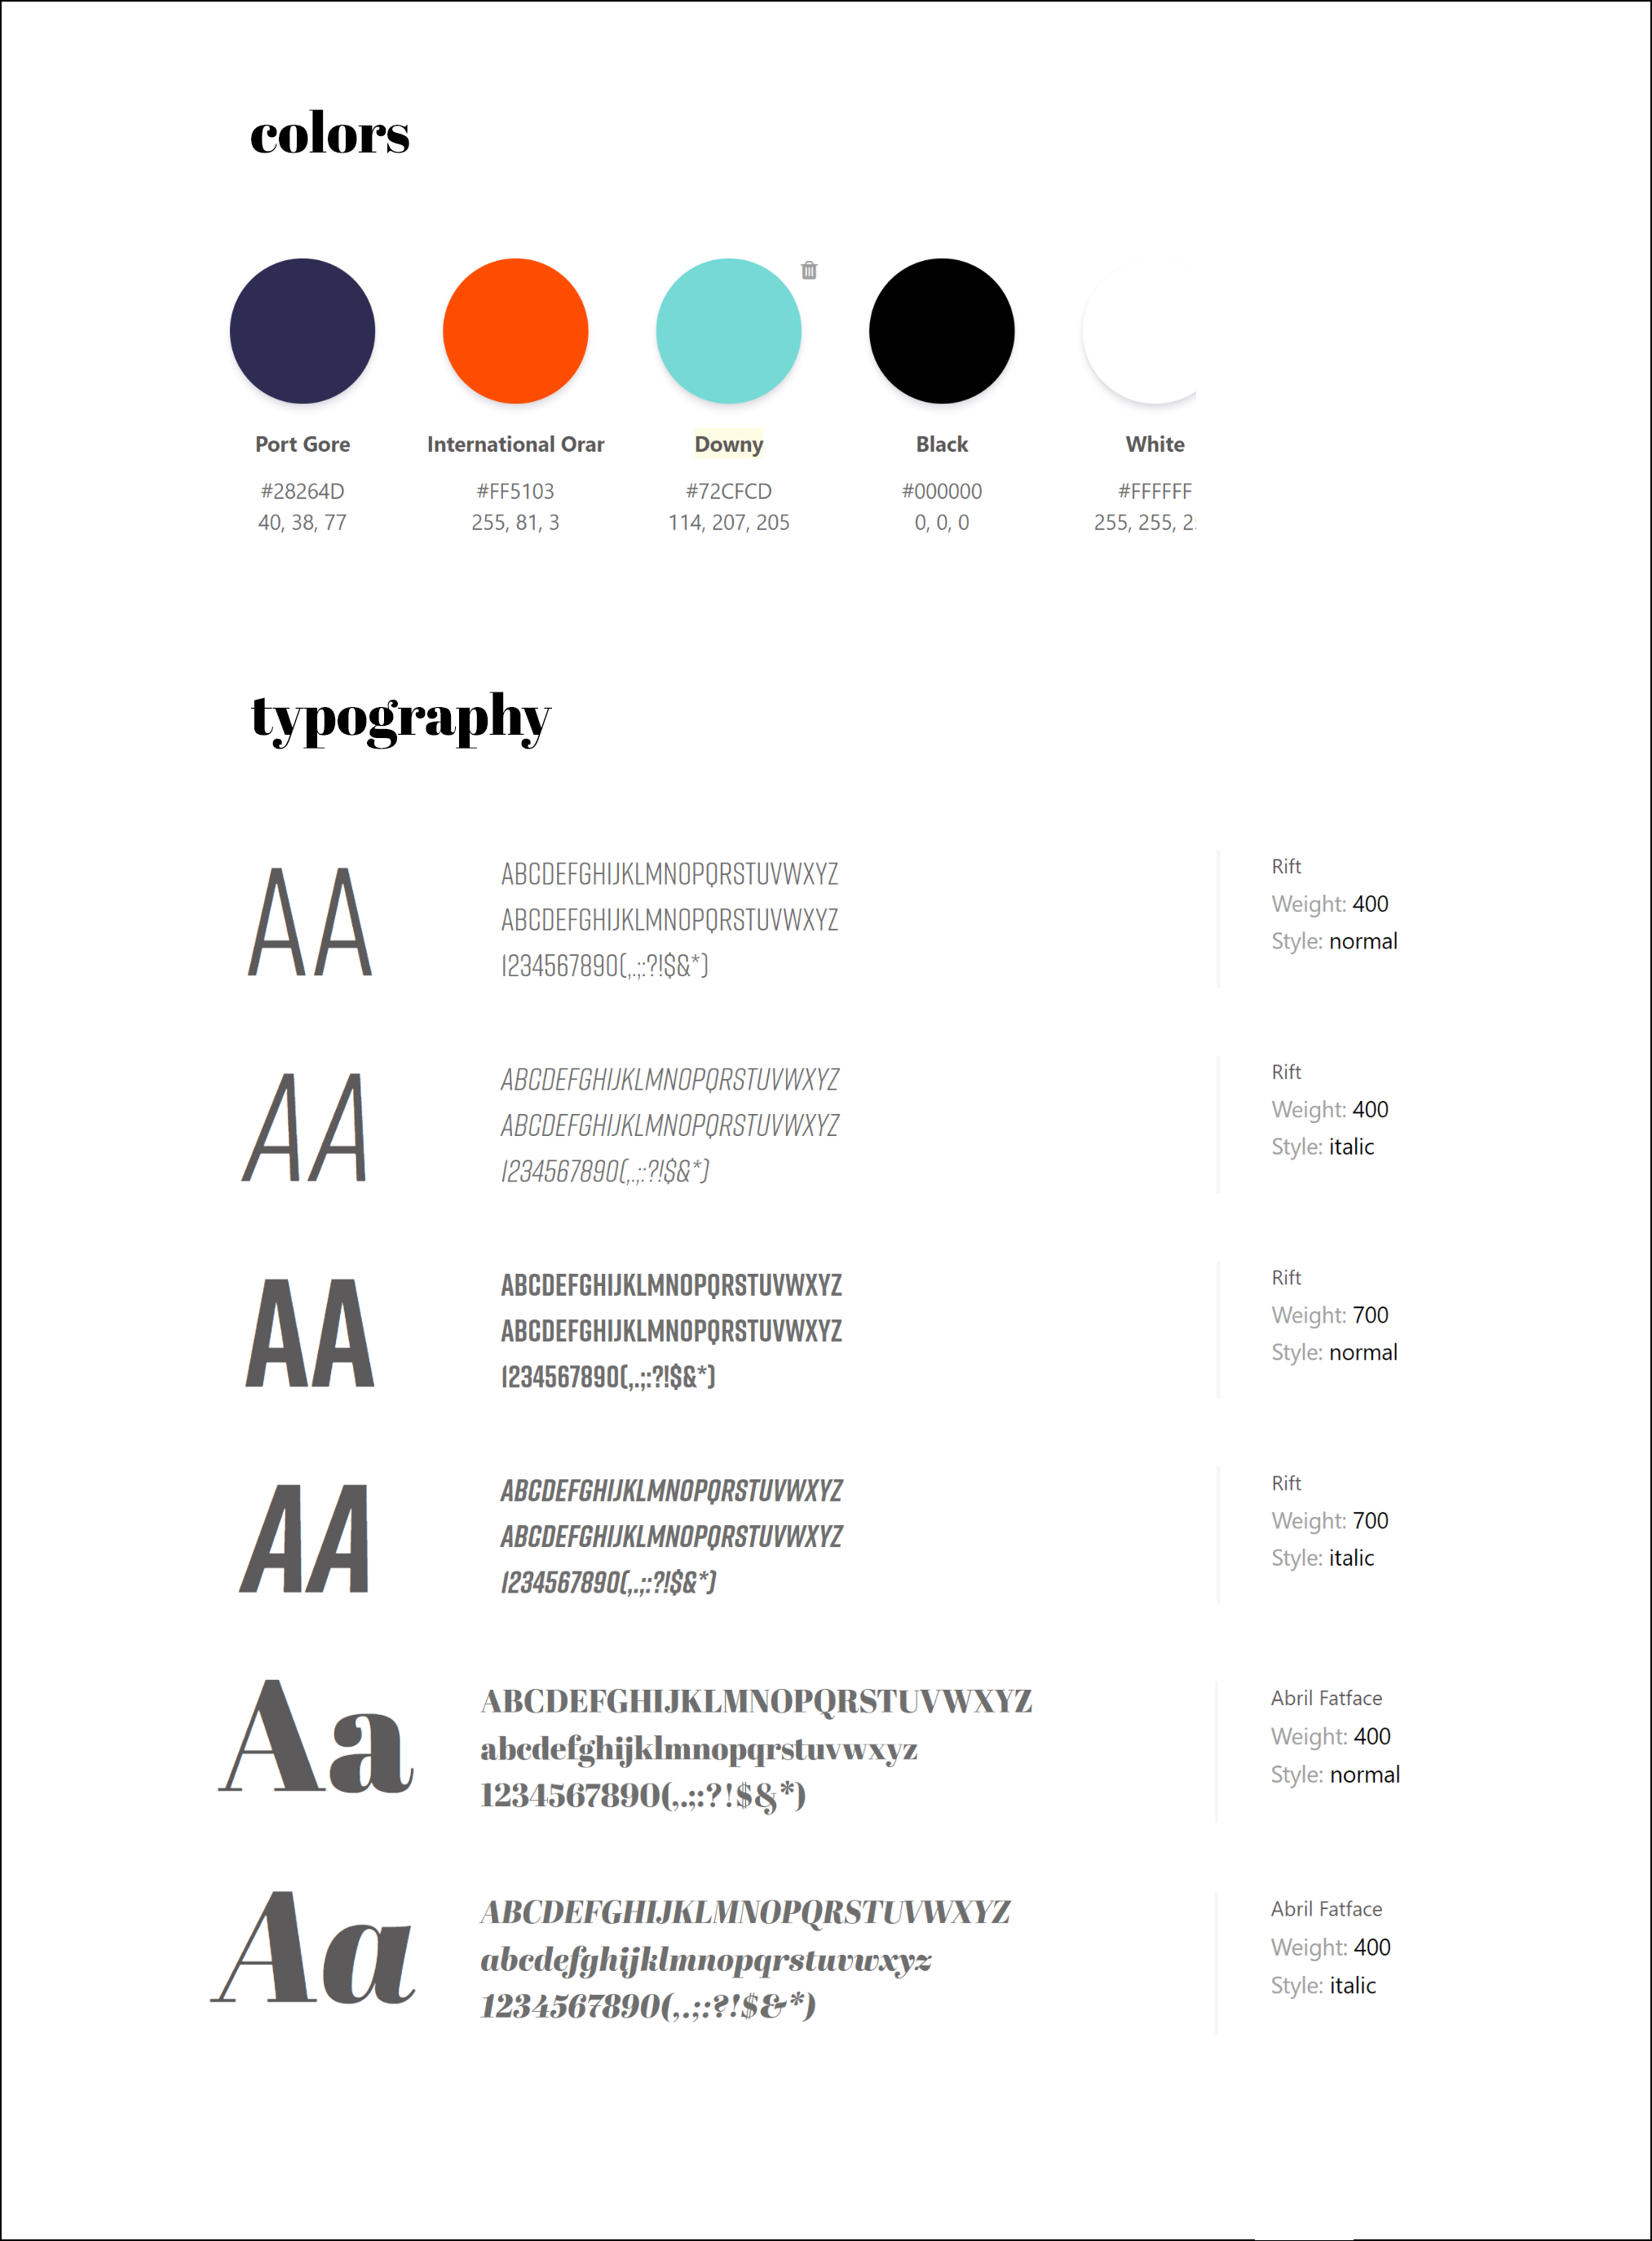 colors
Port Gore
International Orar
Downy
Black
White
#28264D
#FF5103
#72CFCD
#000000
#FFFFFF
40, 38, 77
255, 81, 3
114, 207, 205
0, 0, 0
255, 255, 2
typography
AA
ABCDEFGHIJKLMNOPQRSTUVWXYZ
ABCDEFGHIJKLMNOPQRSTUVWXYZ
1234567890(,.;:?!$&*)
Rift
Weight: 400
Style: normal
AA
ABCDEFGHIJKLMNOPQRSTUVWXYZ
ABCDEFGHIJKLMNOPQRSTUVWXYZ
1234567890(,.;:?!$&*)
Rift
Weight: 400
Style: italic
AA
ABCDEFGHIJKLMNOPQRSTUVWXYZ
ABCDEFGHIJKLMNOPQRSTUVWXYZ
1234567890(,.;:?!$&*)
Rift
Weight: 700
Style: normal
AA
ABCDEFGHIJKLMNOPQRSTUVWXYZ
ABCDEFGHIJKLMNOPQRSTUVWXYZ
1234567890(,.;:?!$&*)
Rift
Weight: 700
Style: italic
Aa
ABCDEFGHIJKLMNOPQRSTUVWXYZ
abcdefghijklmnopqrstuvwxyz
1234567890(,.;:?!$&*)
Abril Fatface
Weight: 400
Style: normal
Aa
ABCDEFGHIJKLMNOPQRSTUVWXYZ
abcdefghijklmnopqrstuvwxyz
1234567890(,.;:?!$&*)
Abril Fatface
Weight: 400
Style: italic